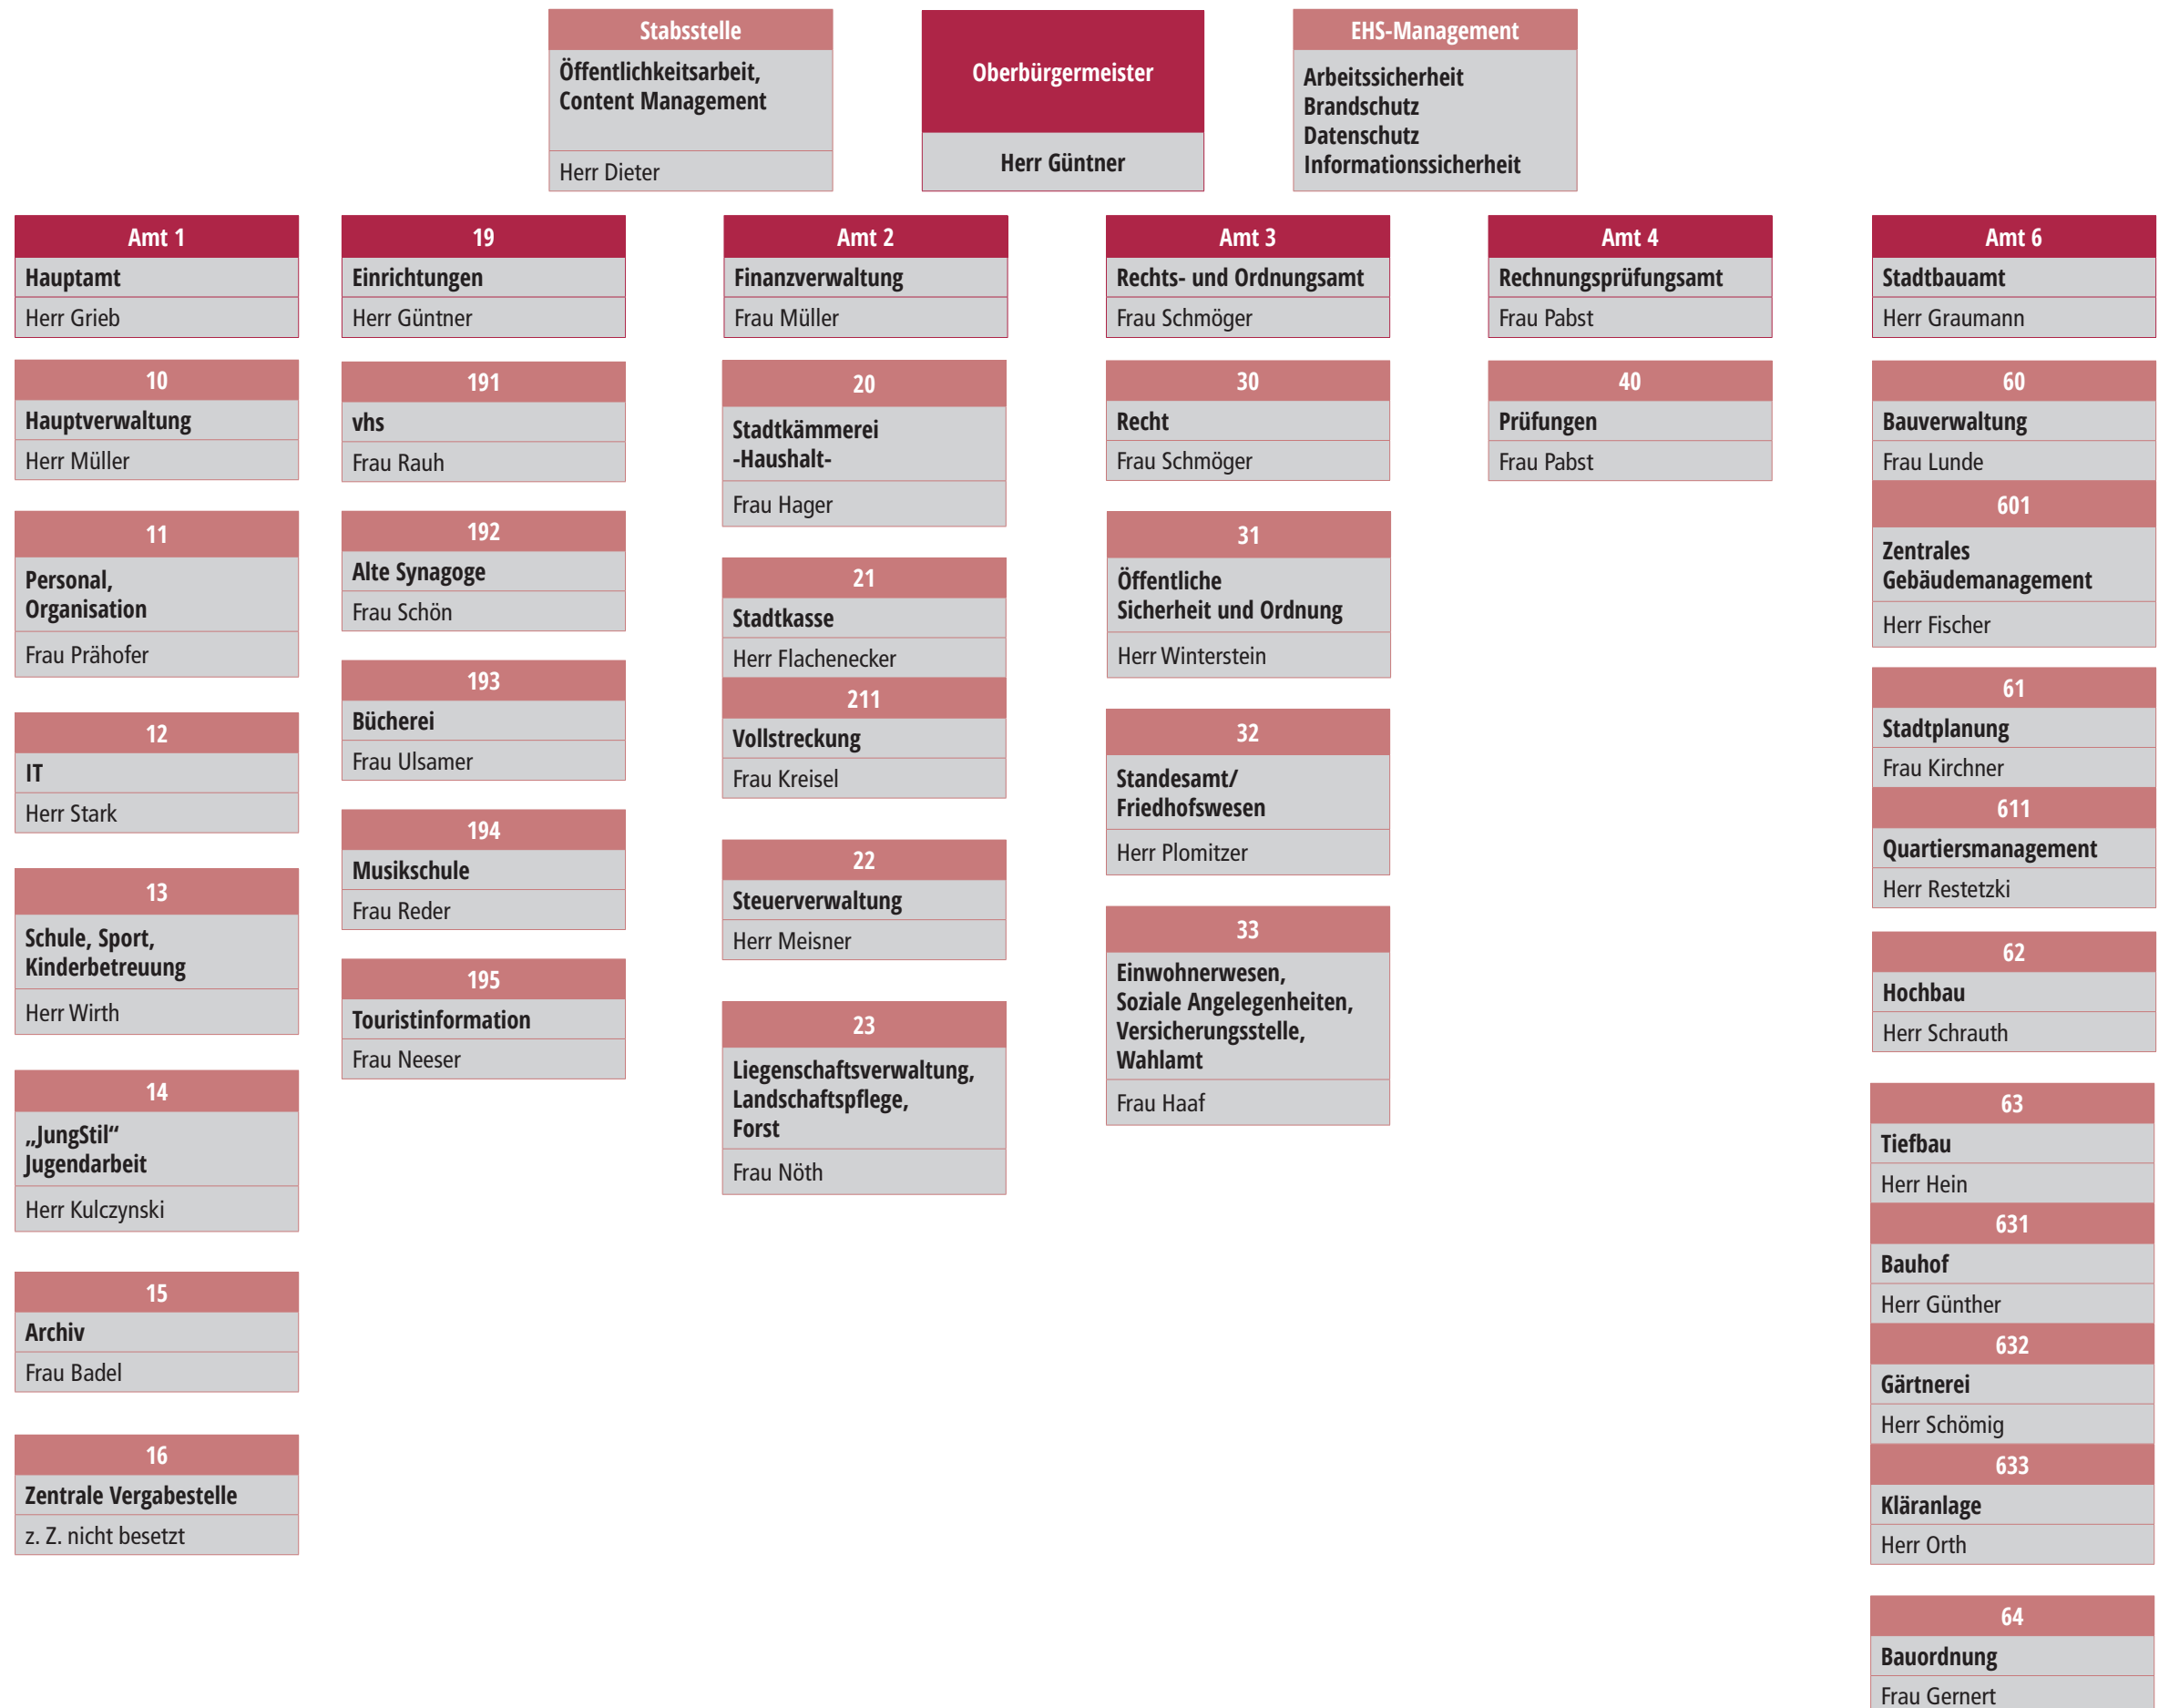 Stabsstelle
Öffentlichkeitsarbeit,
Content Management
Herr Dieter
Oberbürgermeister
Herr Güntner
EHS-Management
Arbeitssicherheit
Brandschutz
Datenschutz
Informationssicherheit
Amt 1
Hauptamt
Herr Grieb
10
Hauptverwaltung
Herr Müller
11
Personal,
Organisation
Frau Prähofer
12
IT
Herr Stark
13
Schule, Sport,
Kinderbetreuung
Herr Wirth
14
„JungStil“
Jugendarbeit
Herr Kulczynski
15
Archiv
Frau Badel
16
Zentrale Vergabestelle
z. Z. nicht besetzt
19
Einrichtungen
Herr Güntner
191
vhs
Frau Rauh
192
Alte Synagoge
Frau Schön
193
Bücherei
Frau Ulsamer
194
Musikschule
Frau Reder
195
Touristinformation
Frau Neeser
Amt 2
Finanzverwaltung
Frau Müller
20
Stadtkämmerei
-Haushalt-
Frau Hager
21
Stadtkasse
Herr Flachenecker
211
Vollstreckung
Frau Kreisel
22
Steuerverwaltung
Herr Meisner
23
Liegenschaftsverwaltung,
Landschaftspflege,
Forst
Frau Nöth
Amt 3
Rechts- und Ordnungsamt
Frau Schmöger
30
Recht
Frau Schmöger
31
Öffentliche
Sicherheit und Ordnung
Herr Winterstein
32
Standesamt/
Friedhofswesen
Herr Plomitzer
33
Einwohnerwesen,
Soziale Angelegenheiten,
Versicherungsstelle,
Wahlamt
Frau Haaf
Amt 4
Rechnungsprüfungsamt
Frau Pabst
40
Prüfungen
Frau Pabst
Amt 6
Stadtbauamt
Herr Graumann
60
Bauverwaltung
Frau Lunde
601
Zentrales
Gebäudemanagement
Herr Fischer
61
Stadtplanung
Frau Kirchner
611
Quartiersmanagement
Herr Restetzki
62
Hochbau
Herr Schrauth
63
Tiefbau
Herr Hein
631
Bauhof
Herr Günther
632
Gärtnerei
Herr Schömig
633
Kläranlage
Herr Orth
64
Bauordnung
Frau Gernert